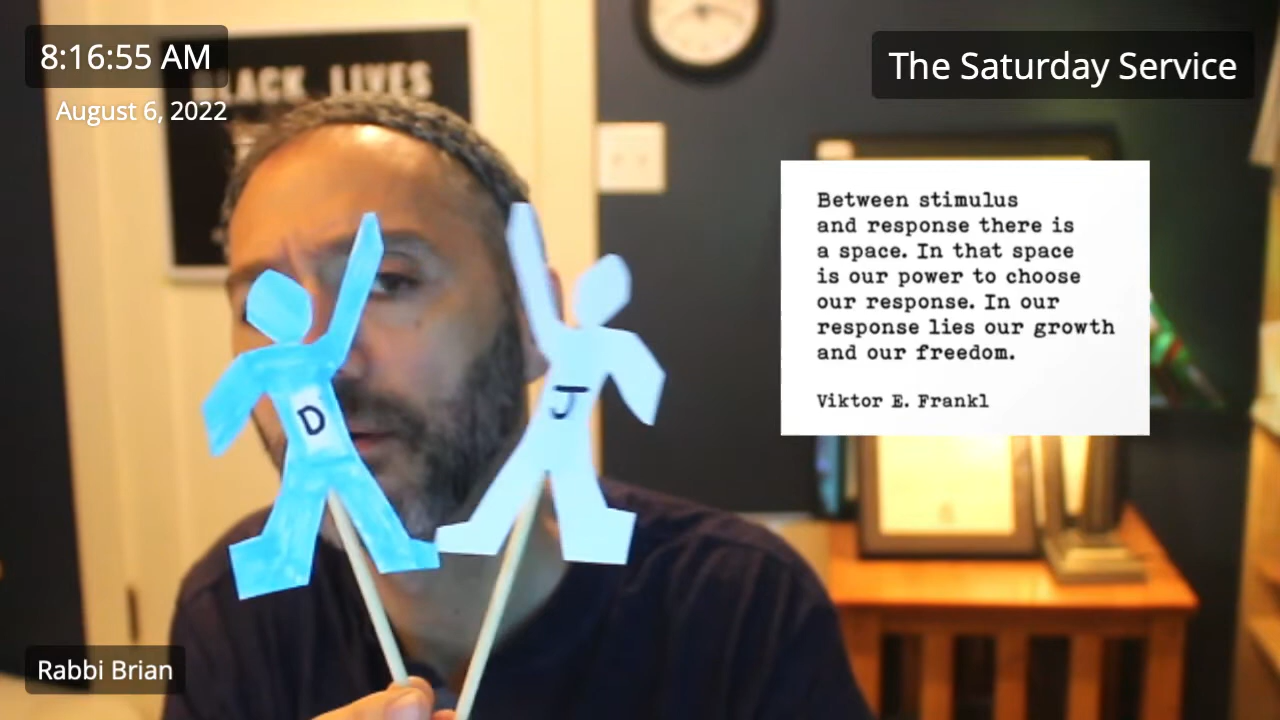 8:16:55 AM
August 6, 2022
The Saturday Service
BLACK LIVES
Between stimulus
and response there is
a space. In that space
is our power to choose
our response. In our
response lies our growth
and our freedom.
Viktor E. Frankl
D
J
Rabbi Brian